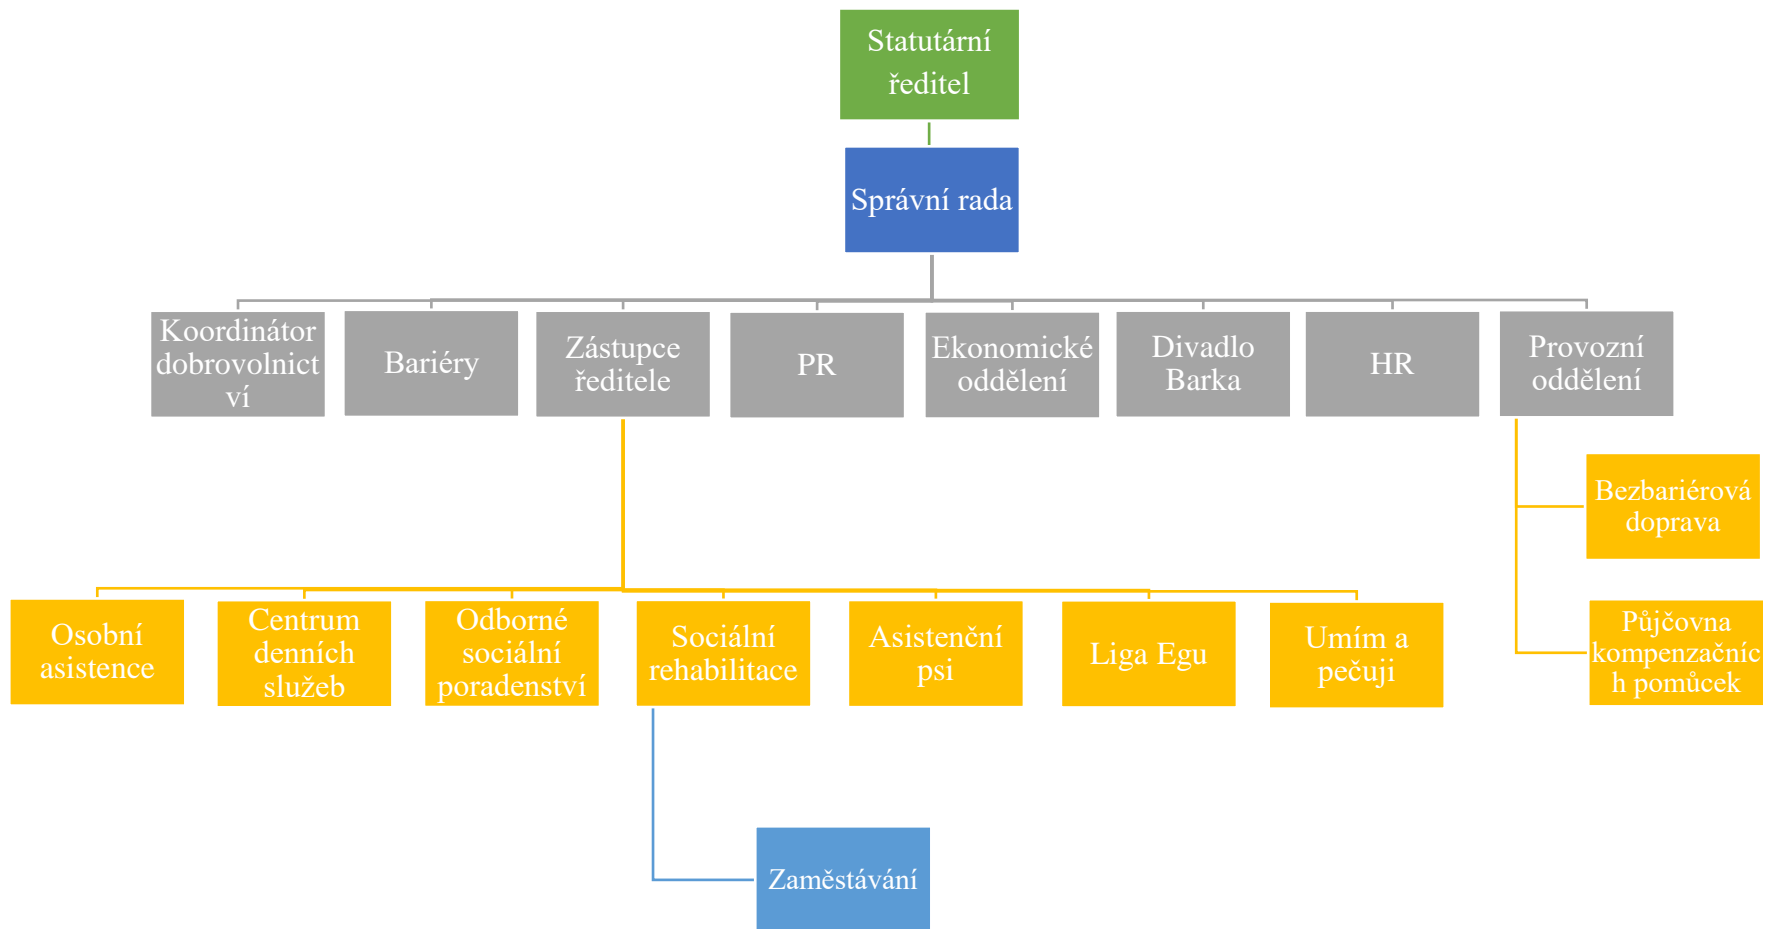 Statutární
ředitel
Správní rada
Koordinátor
dobrovolnict
ví
Bariéry
Zástupce
ředitele
PR
Ekonomické
oddělení
Divadlo
Barka
HR
Provozní
oddělení
Bezbariérová
doprava
Osobní
asistence
Centrum
denních
služeb
Odborné
sociální
poradenství
Sociální
rehabilitace
Asistenční
psi
Liga Egu
Umím a
pečuji
Půjčovna
kompenzačníc
h pomůcek
Zaměstávání